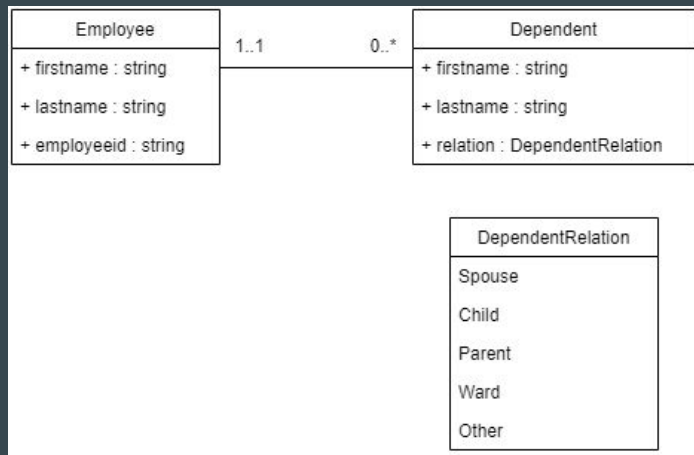 Employee
+ firstname : string
+ lastname : string
+ employeeid : string
1..1
0..*
Dependent
+ firstname : string
+ lastname : string
+ relation : DependentRelation
DependentRelation
Spouse
Child
Parent
Ward
Other